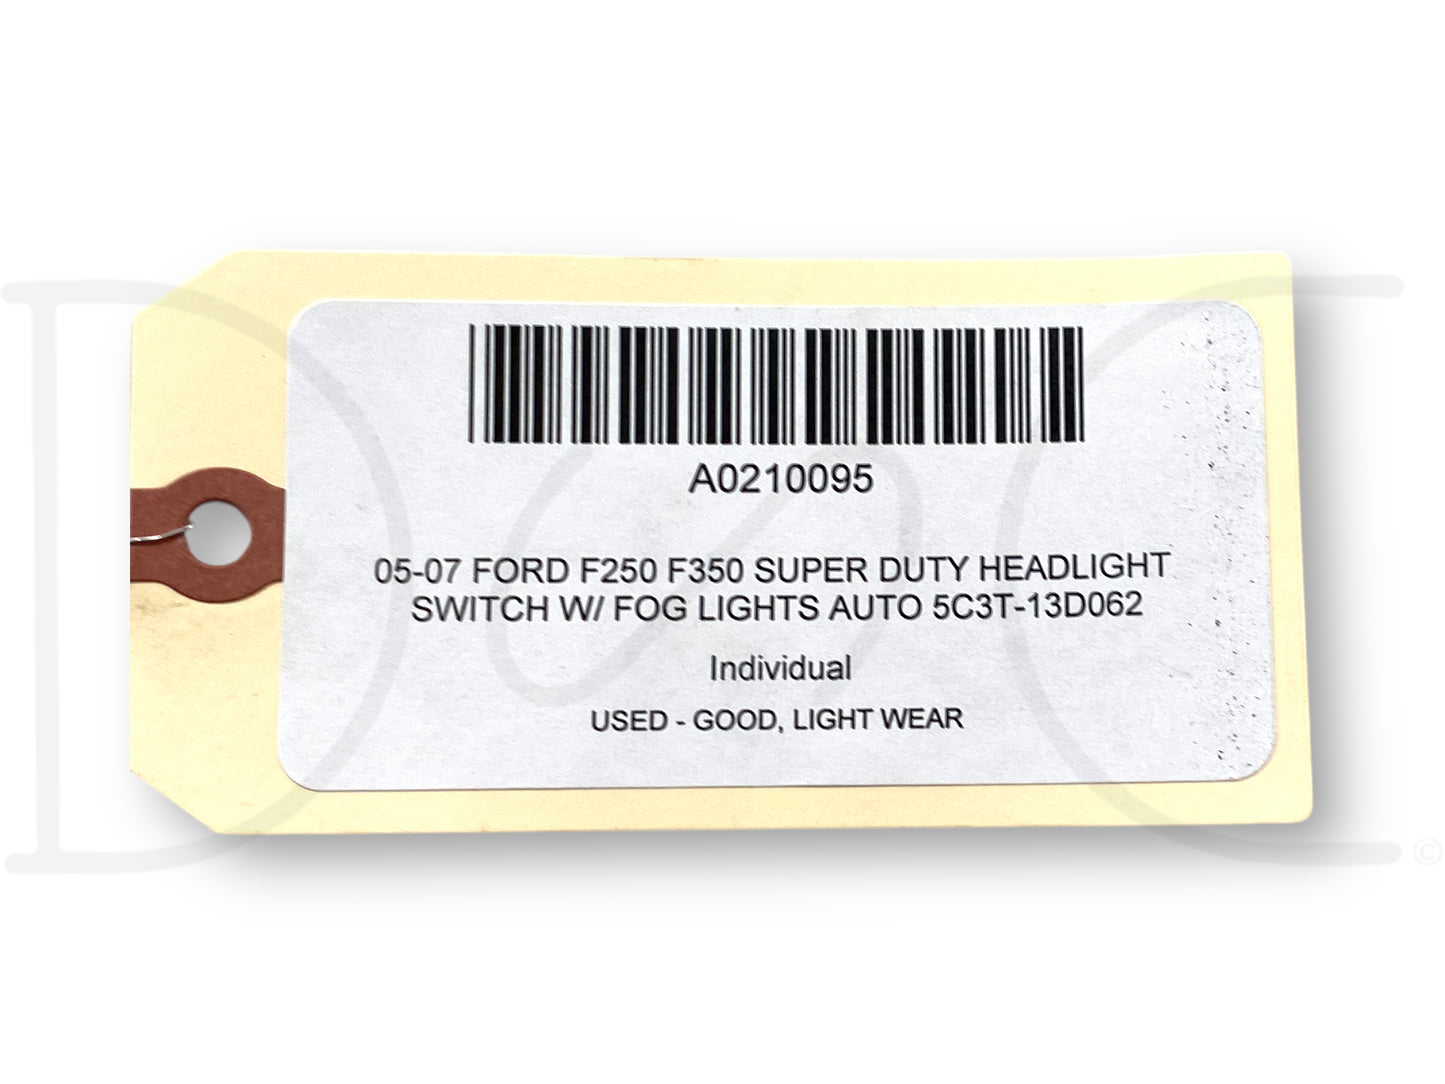 A0210095
05-07 FORD F250 F350 SUPER DUTY HEADLIGHT
SWITCH W/ FOG LIGHTS AUTO 5C3T-13D062
Individual
USED - GOOD, LIGHT WEAR
D C ©